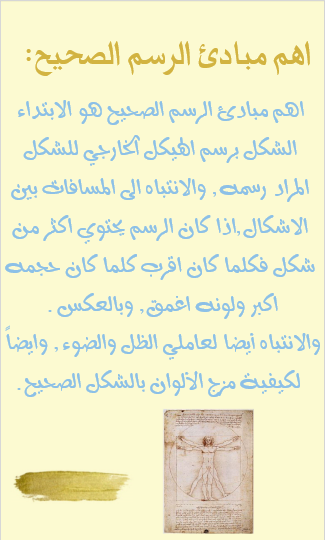 اهم مبادئ الرسم الصحيح:
اهم مبادئ الرسم الصحيح هو الابتداء
الشكل برسم الهيكل الخارجي للشكل
المراد رسمه, والانتباه الى المسافات بين
الاشكال,اذا كان الرسم يحتوي اكثر من
شكل فكلما كان اقرب كلما كان حجمه
اكبر ولونه اغمق, وبالعكس .
والانتباه أيضا لعاملي الظل والضوء, وايضاً
لكيفية مزج الألوان بالشكل الصحيح.